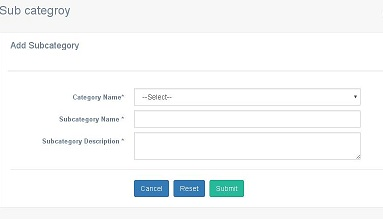 Sub categroy
Add Subcategory
Category Name* --Select--
Subcategory Name *
Subcategory Description *
Cancel Reset Submit